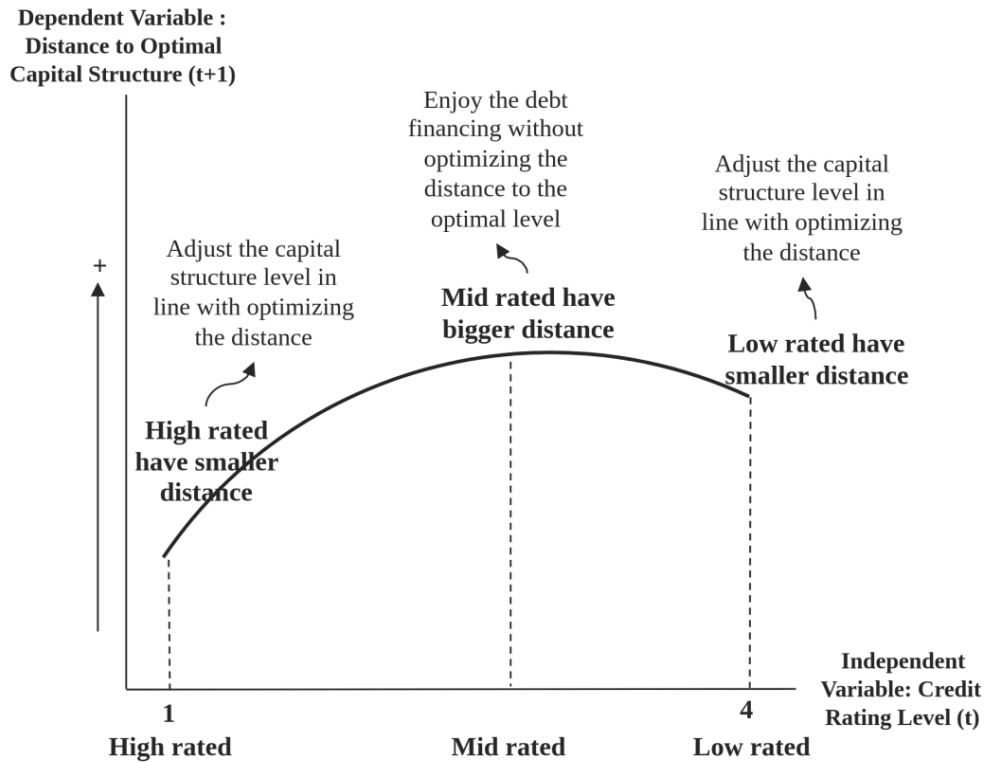 Dependent Variable :
Distance to Optimal
Capital Structure (t+1)
Enjoy the debt
financing without
optimizing the
distance to the
optimal level
Adjust the capital
structure level in
line with optimizing
the distance
Adjust the capital
structure level in
line with optimizing
the distance
+
Mid rated have
bigger distance
Low rated have
smaller distance
High rated
have smaller
distance
Independent
Variable: Credit
Rating Level (t)
1
4
High rated
Mid rated
Low rated